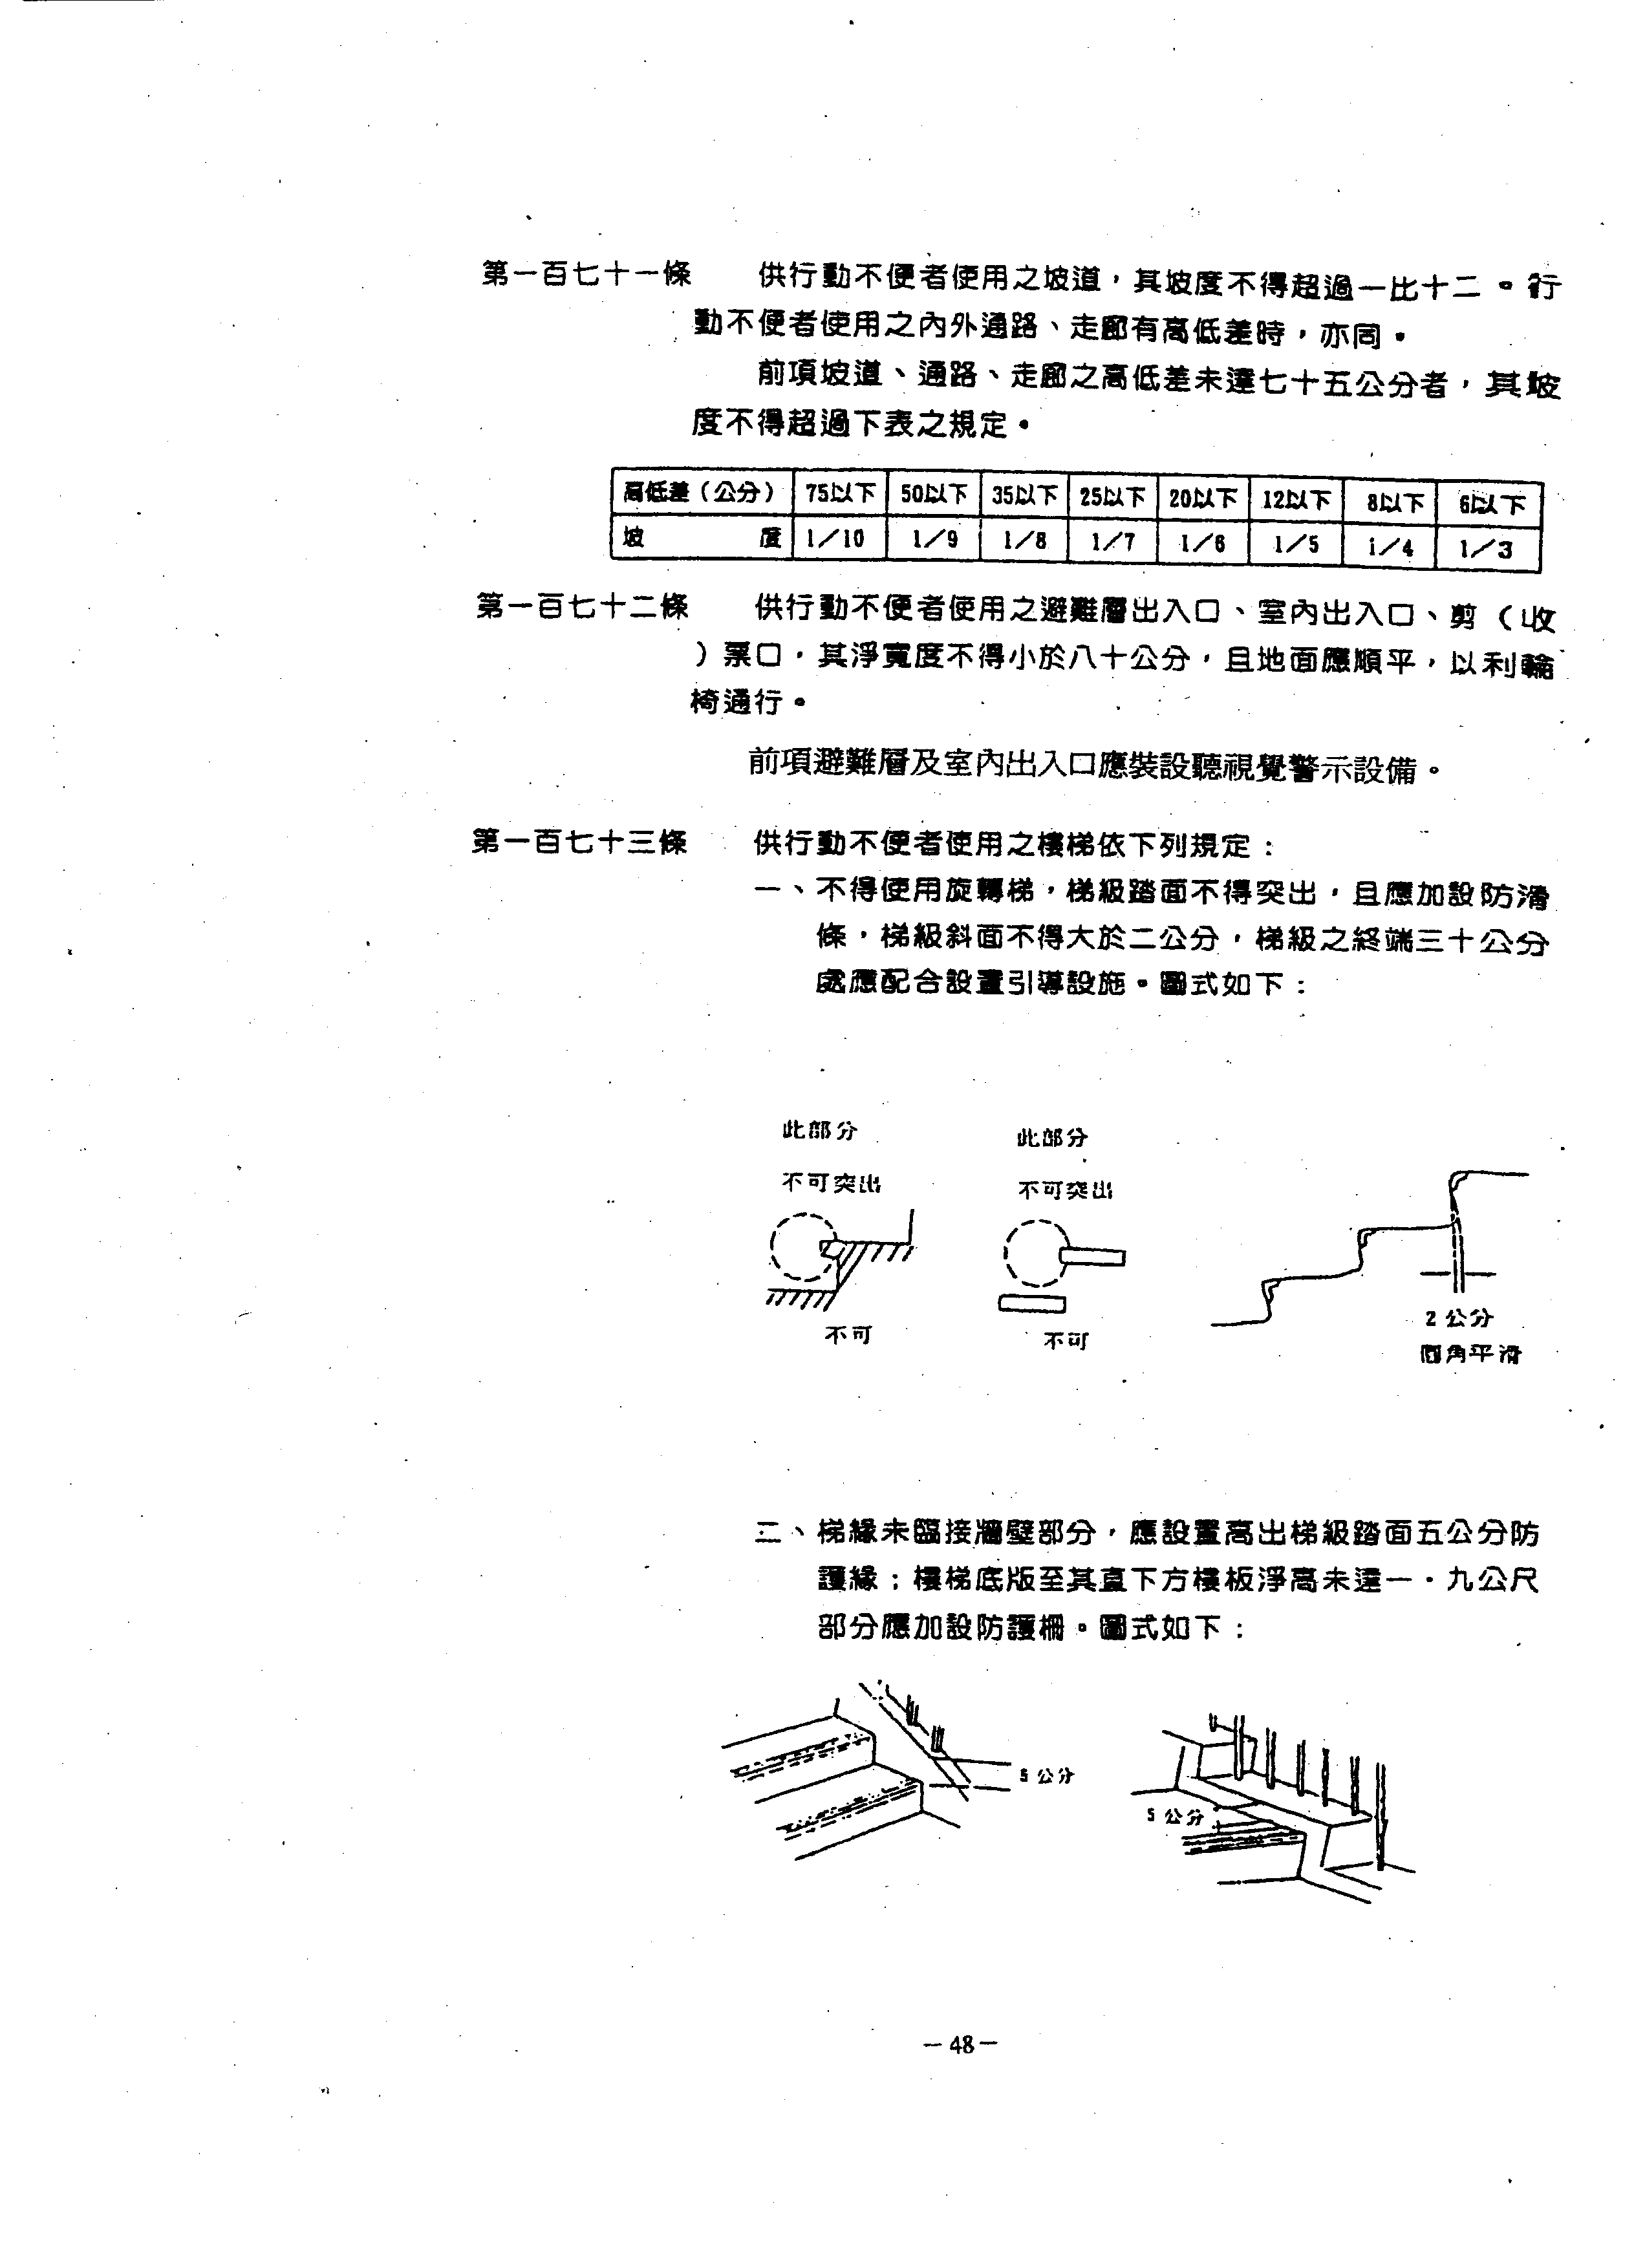 第一百七十一條　　供行動不便者使用之坡道，其坡度不得超過一比十二。行
動不便者使用之內外通路、走廊有高低差時，亦同。
前項坡道、通路、走廊之高低差未達七十五公分者，其坡
度不得超過下表之規定。
高低差（公分） 75以下 50以下 35以下 25以下 20以下 12以下 8以下 6以下
坡度 1／10 1／9 1／8 1／7 1／6 1／5 1／4 1／3
第一百七十二條　　供行動不便者使用之避難層出入口、室內出入口、剪（收
）票口，其淨寬度不得小於八十公分，且地面應順平，以利輪
椅通行。
前項避難層及室內出入口應裝設聽視覺警示設備。
第一百七十三條　　供行動不便者使用之樓梯依下列規定：
一、不得使用旋轉梯，梯級踏面不得突出，且應加設防滑
條，梯級斜面不得大於二公分，梯級之終端三十公分
處應配合設置引導設施。圖式如下：
此部分
不可突出
不可
此部分
不可突出
不可
2 公分
圓角平滑
二、梯緣未臨接牆壁部分，應設置高出梯級踏面五公分防
護緣；樓梯底版至其直下方樓板淨高未達一．九公尺
部分應加設防護柵。圖式如下：
5 公分
5 公分
－48－